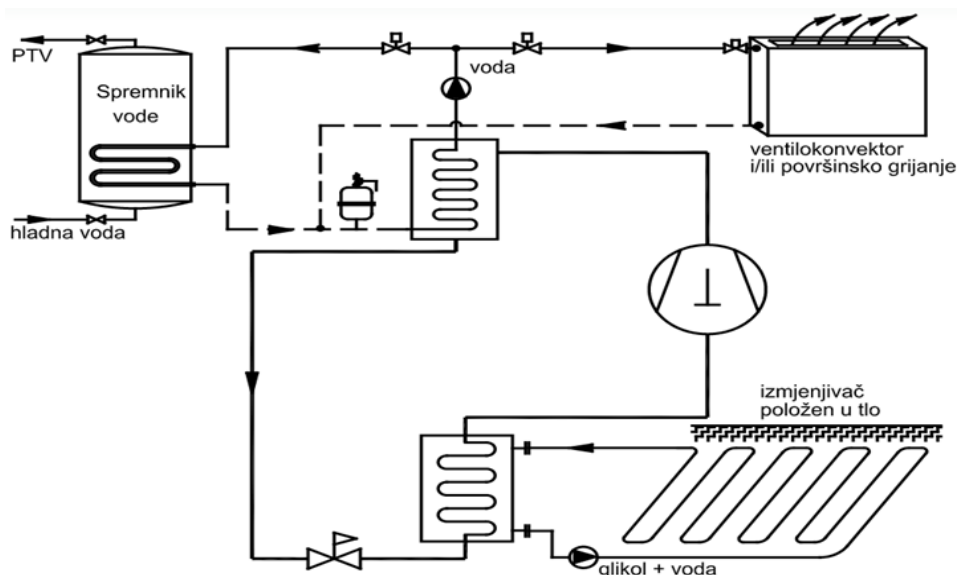 PTV
Spremnik
vode
hladna voda
voda
ventilokonvektor
i/ili površinsko grijanje
izmjenjivač
položen u tlo
glikol + voda